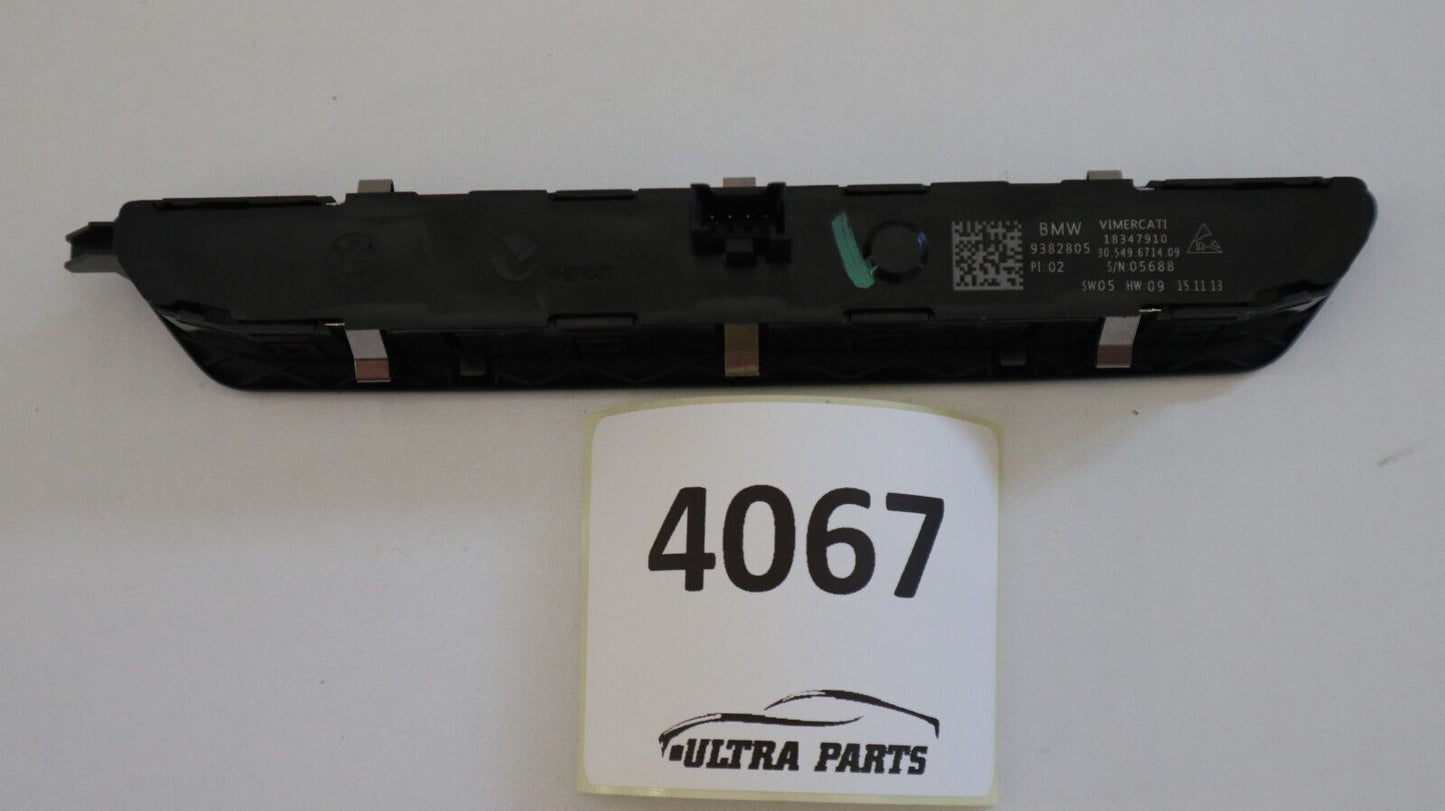 BMW
9382805
PI.02
VIMERCATI
18347910
30.549.6714.09
S/N.05688
SW05 HW 09 15.11.13
4067
ULTRA PARTS